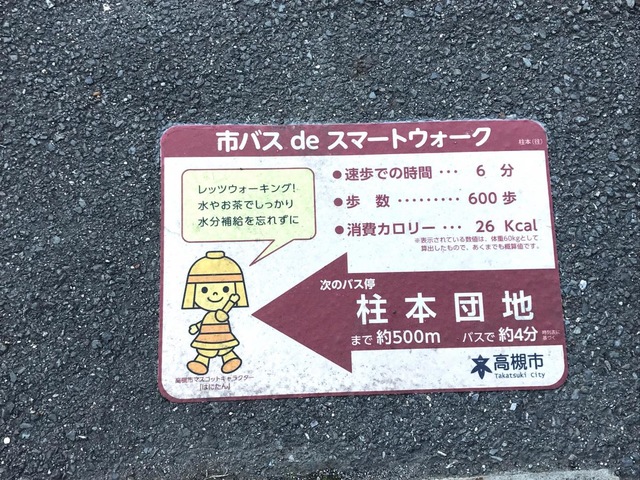 市バス de スマートウォーク
柱本(往)
レッツウォーキング!
水やお茶でしっかり
水分補給を忘れずに
●速歩での時間 ･･･ 6 分
●歩 数 ･････････ 600 歩
●消費カロリー ･･･ 26 Kcal
※表示されている数値は、体重60kgとして
算出したもので、あくまでも概算値です。
次のバス停
柱本団地
まで 約500m バスで 約4分
高槻市マスコットキャラクター
「はにたん」
高槻市
Takatsuki City